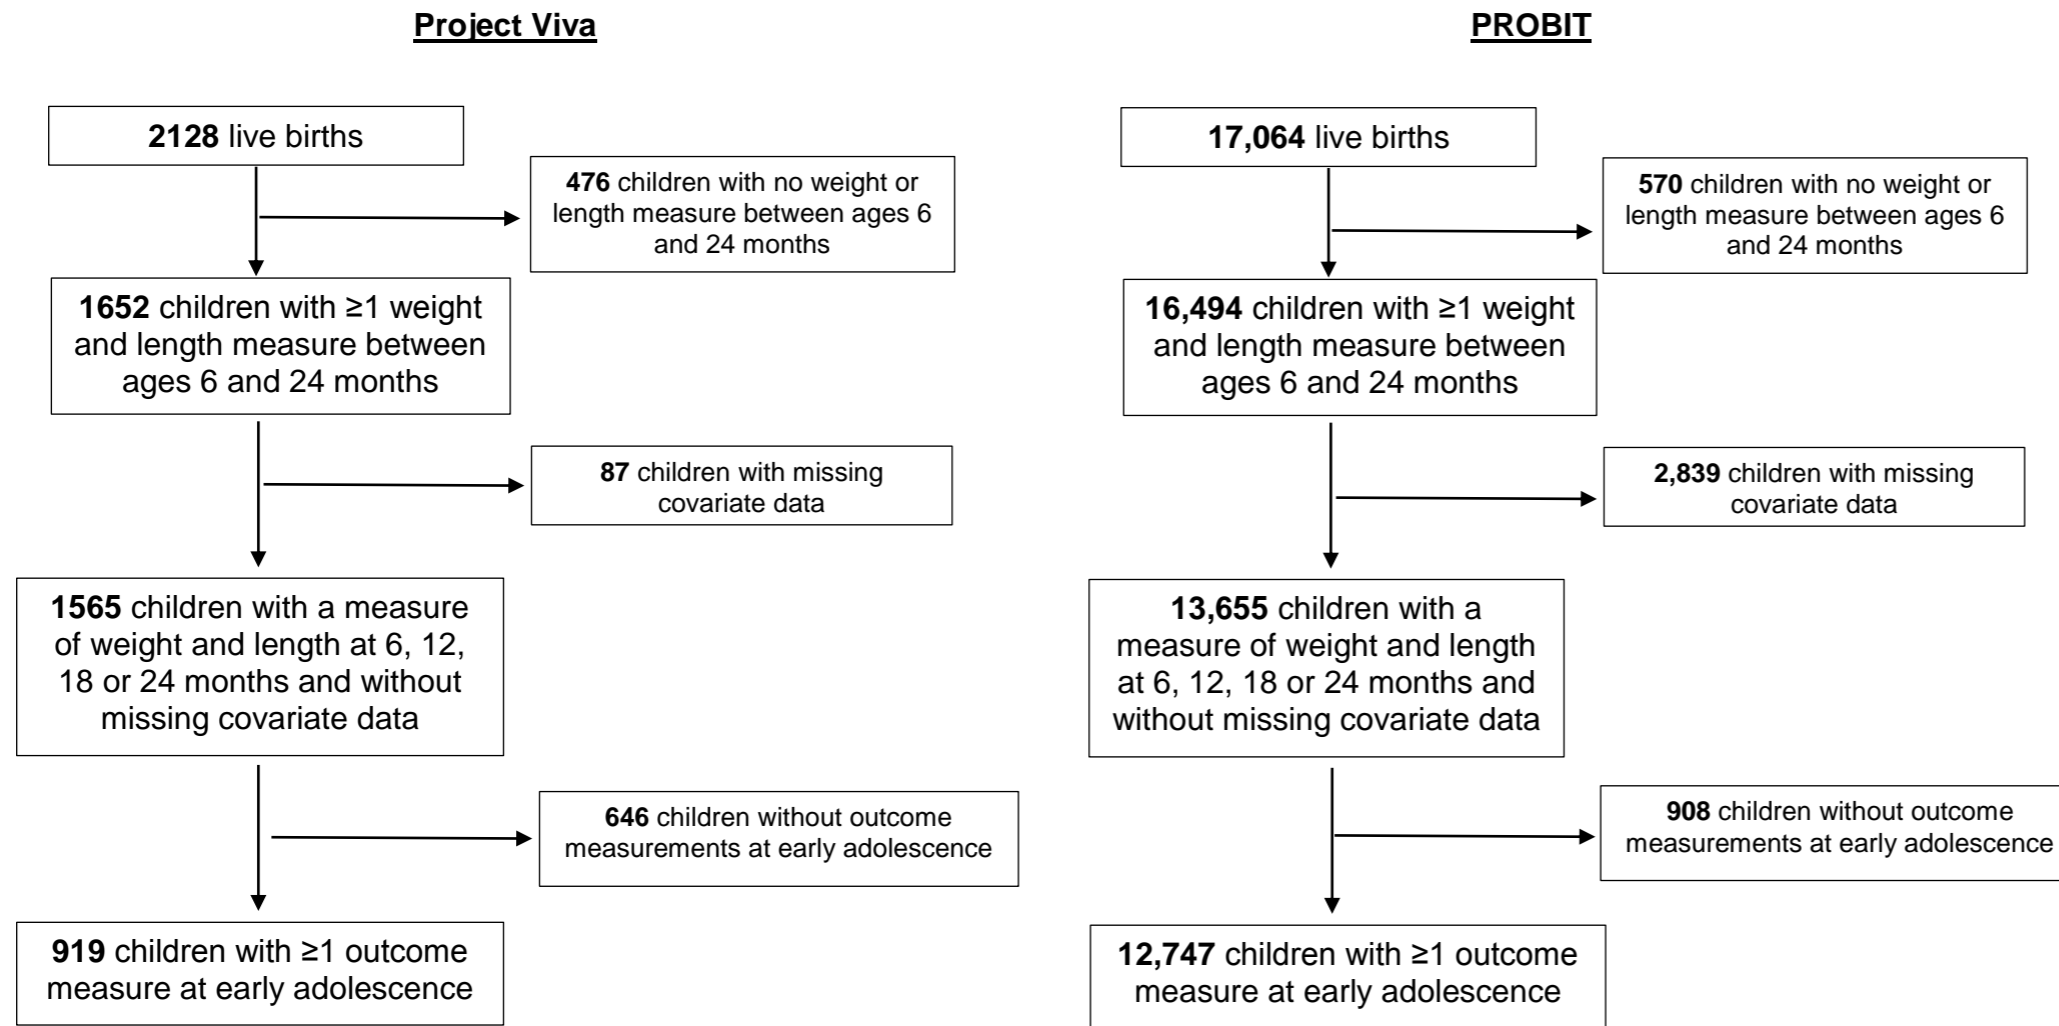 Project Viva
2128 live births
476 children with no weight or
length measure between ages 6
and 24 months
1652 children with ≥1 weight
and length measure between
ages 6 and 24 months
87 children with missing
covariate data
1565 children with a measure
of weight and length at 6, 12,
18 or 24 months and without
missing covariate data
646 children without outcome
measurements at early adolescence
919 children with ≥1 outcome
measure at early adolescence
PROBIT
17,064 live births
570 children with no weight or
length measure between ages 6
and 24 months
16,494 children with ≥1 weight
and length measure between
ages 6 and 24 months
2,839 children with missing
covariate data
13,655 children with a
measure of weight and length
at 6, 12, 18 or 24 months and
without missing covariate data
908 children without outcome
measurements at early adolescence
12,747 children with ≥1 outcome
measure at early adolescence